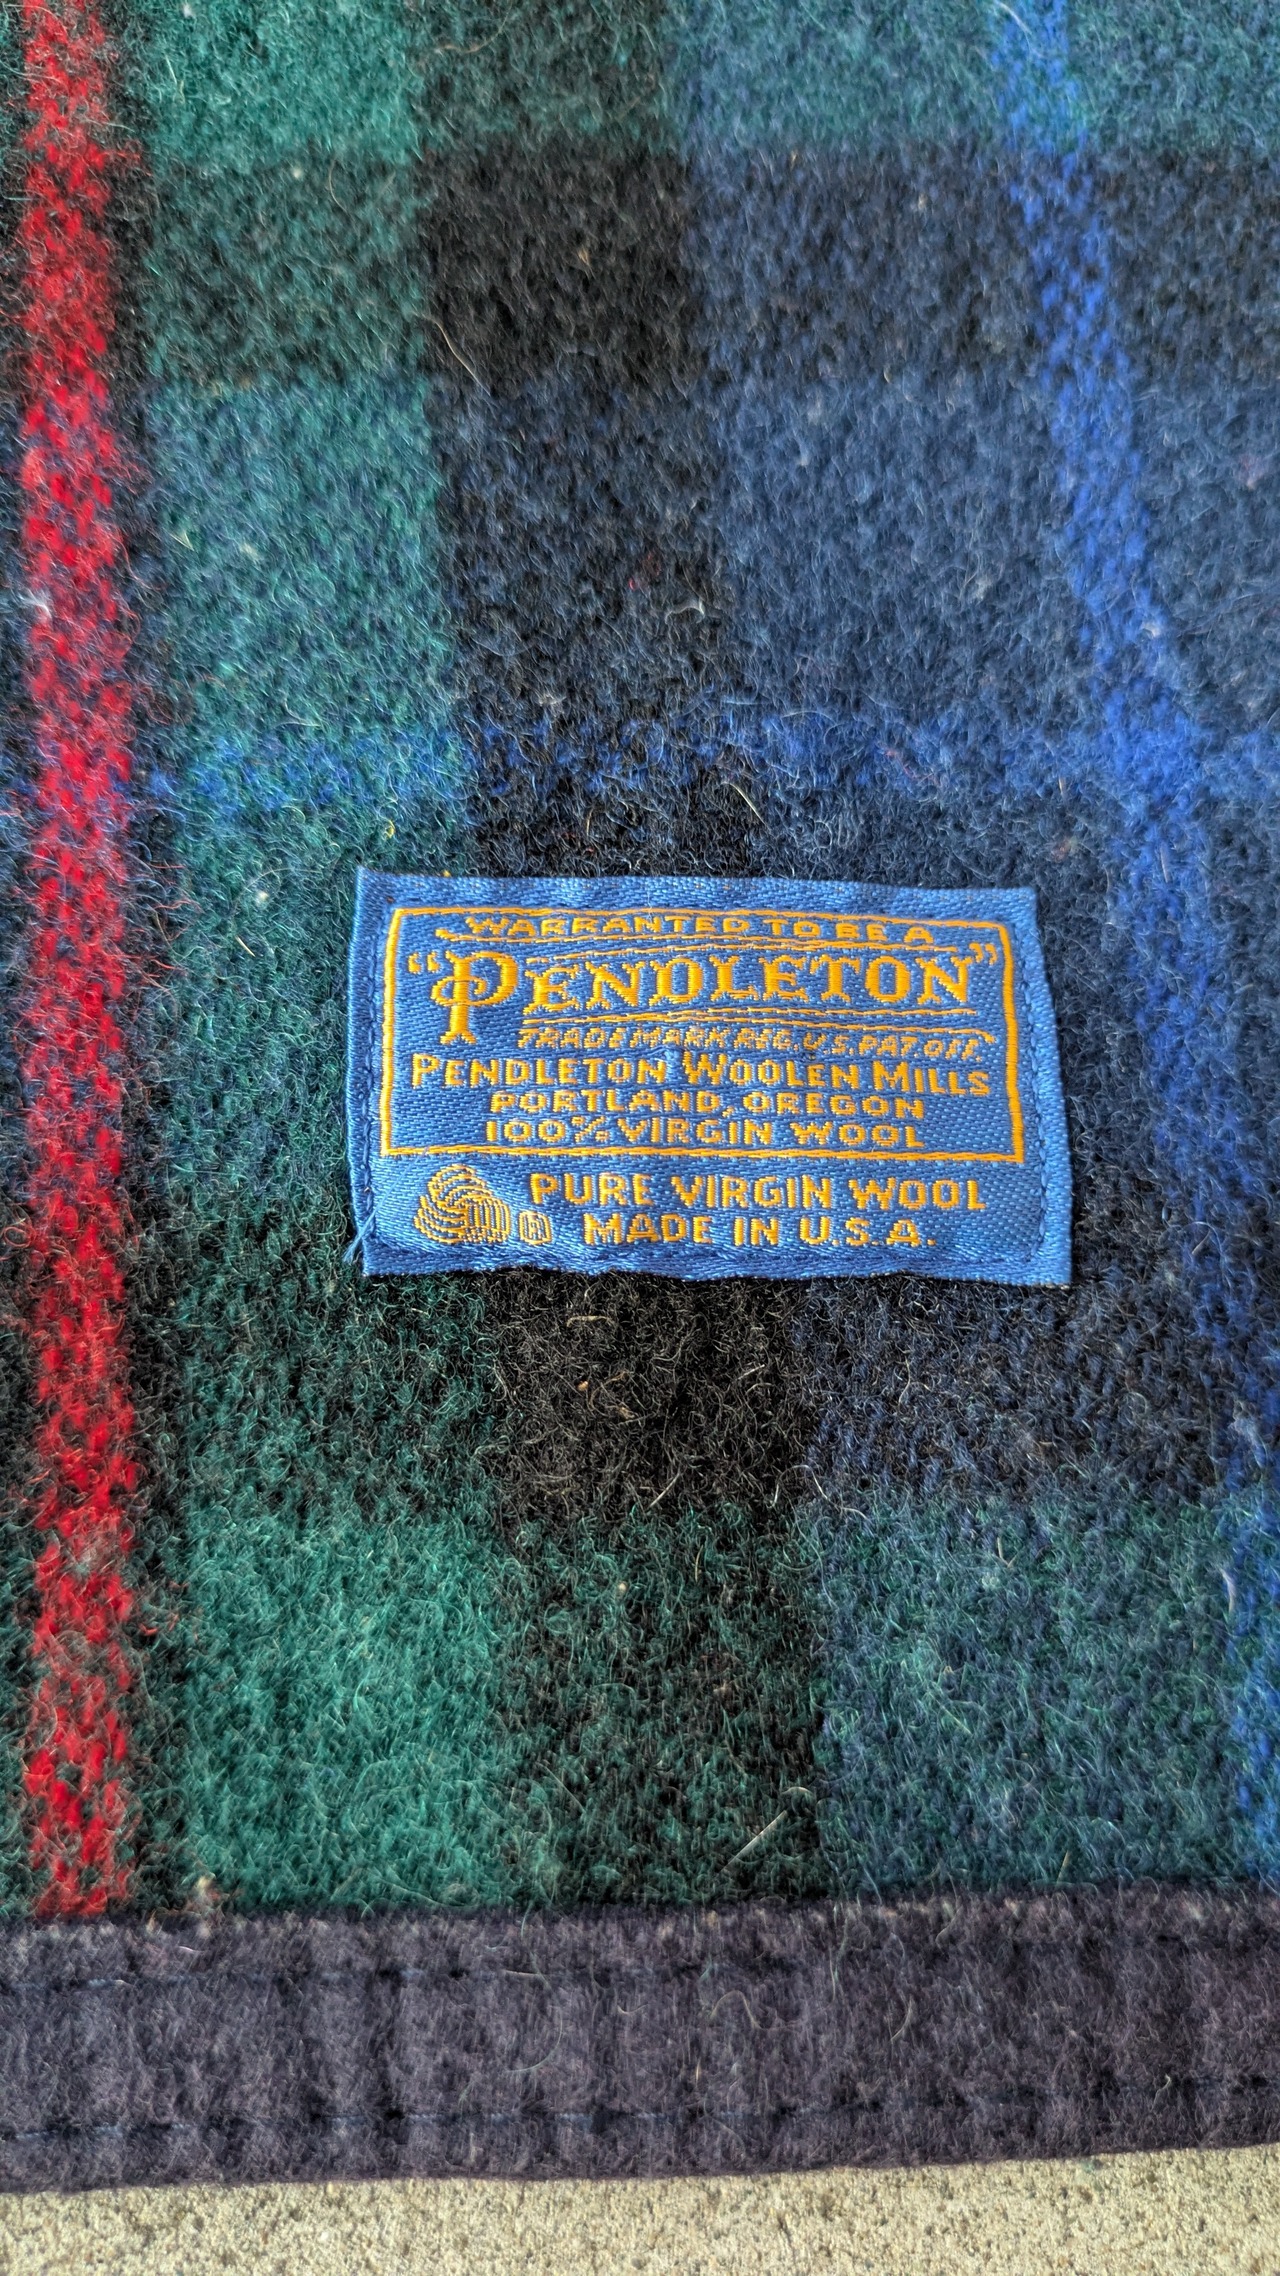 WARRANTED TO BE A
“PENDLETON”
TRADE MARK REG. U.S. PAT. OFF.
PENDLETON WOOLEN MILLS
PORTLAND, OREGON
100% VIRGIN WOOL
PURE VIRGIN WOOL
MADE IN U.S.A.